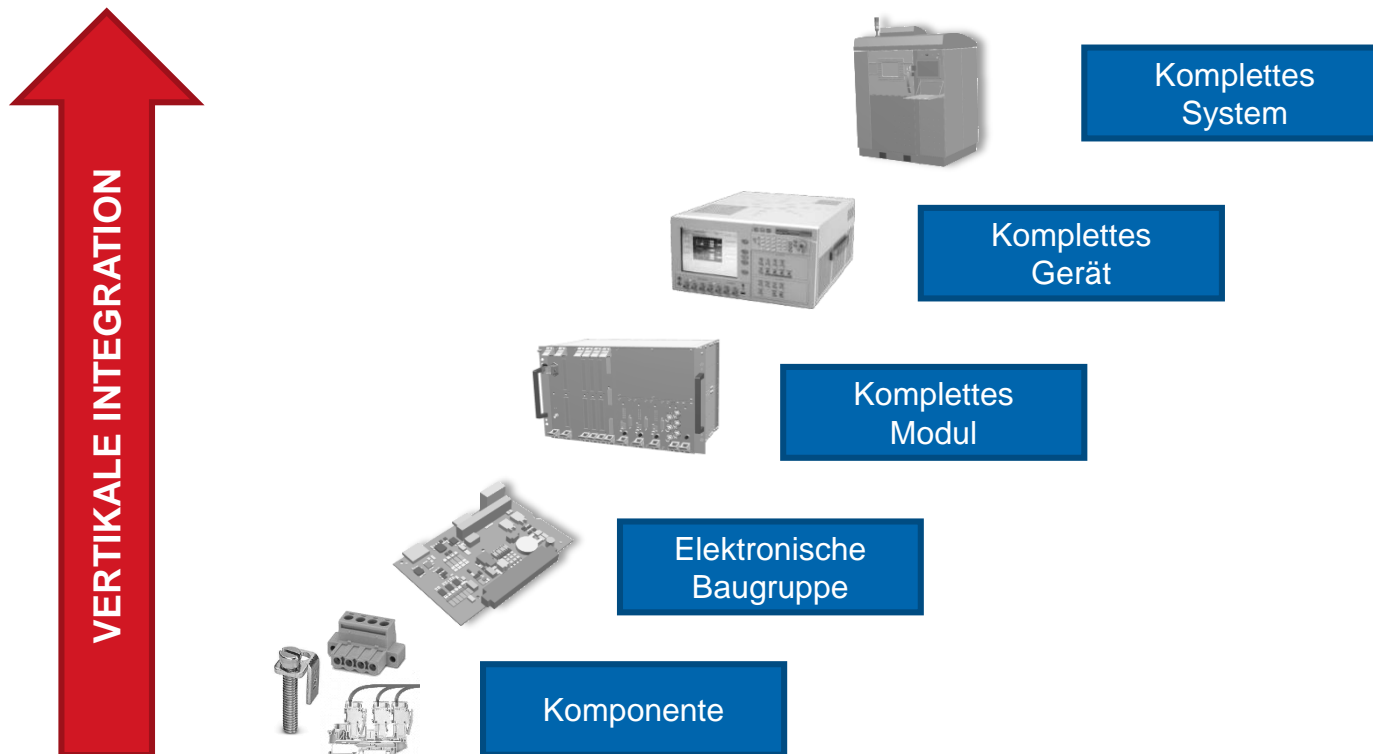 VERTIKALE INTEGRATION
Komplettes
System
Komplettes
Gerät
Komplettes
Modul
Elektronische
Baugruppe
Komponente